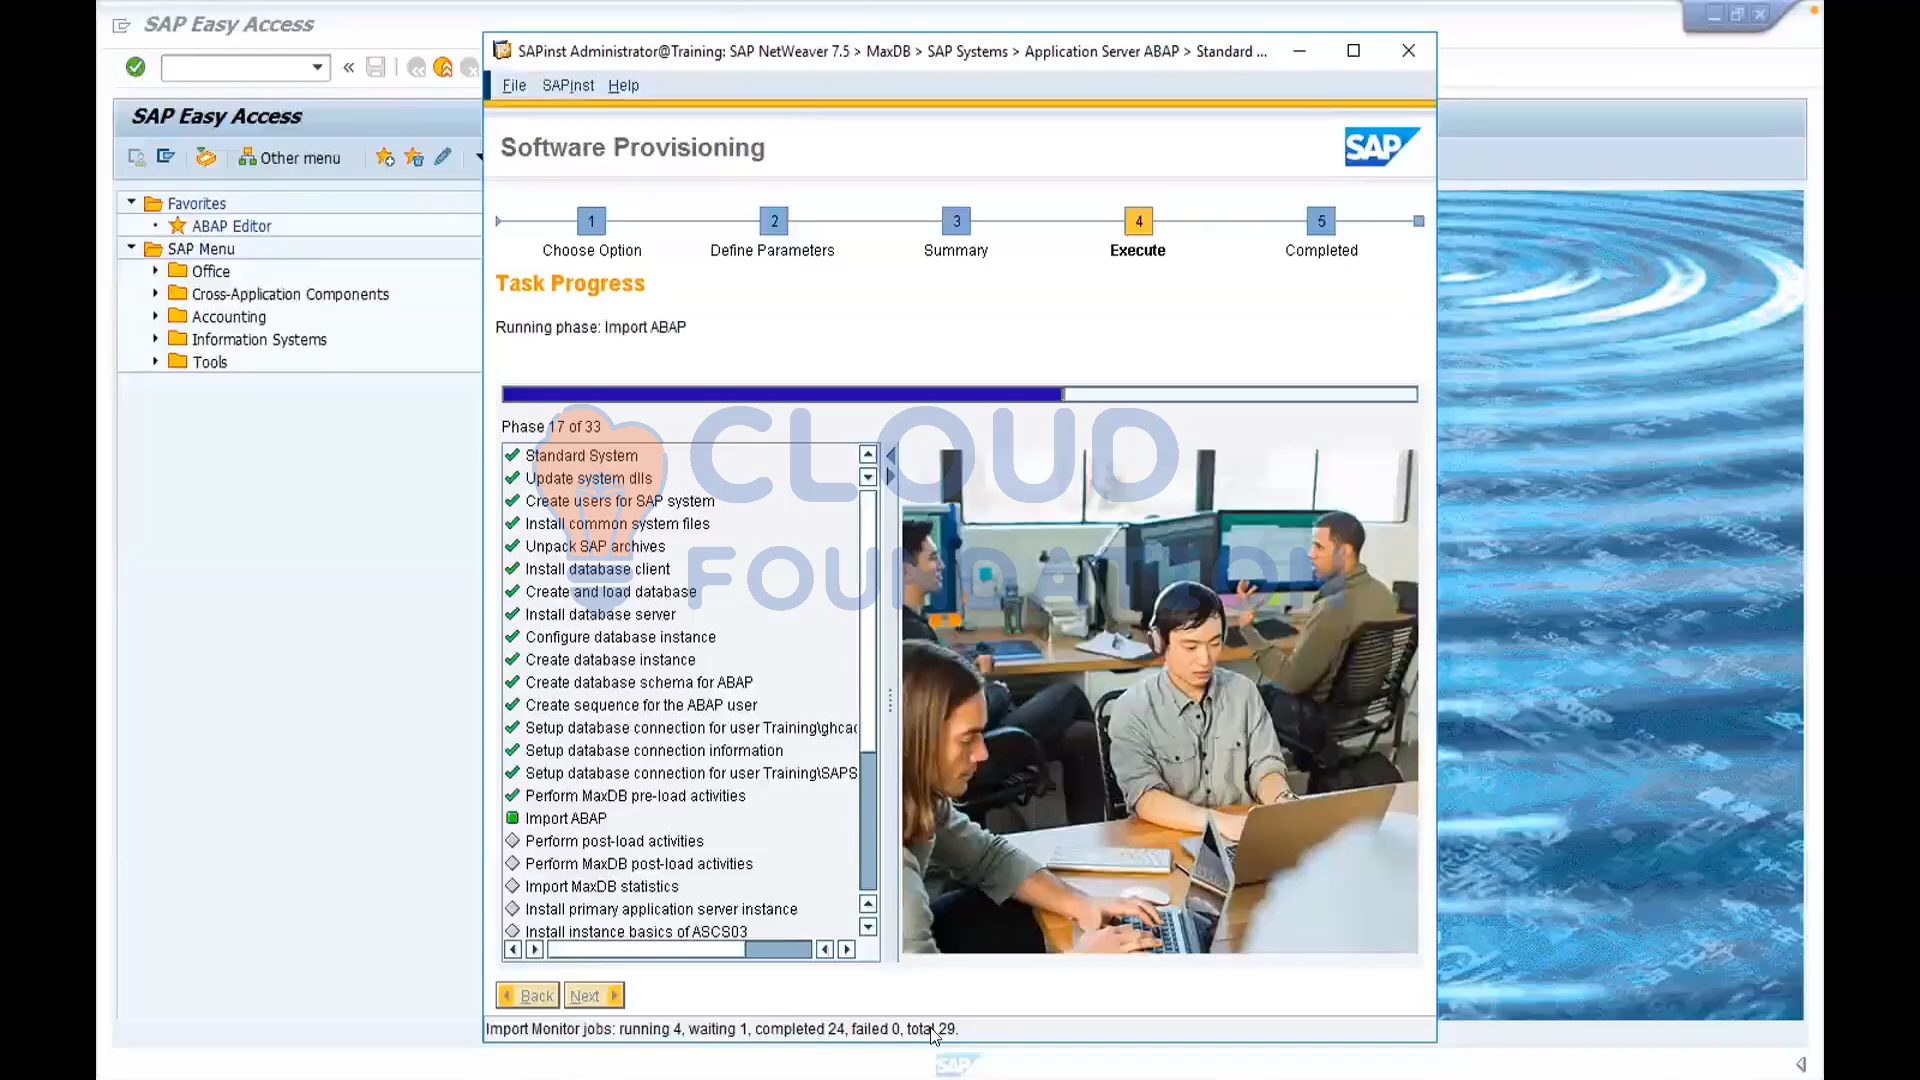 SAP Easy Access
SAPinst Administrator@Training: SAP NetWeaver 7.5 > MaxDB > SAP Systems > Application Server ABAP > Standard ...
File SAPinst Help
SAP Easy Access
Software Provisioning
SAP
Other menu
1 2 3 4 5
Choose Option Define Parameters Summary Execute Completed
Favorites
ABAP Editor
SAP Menu
Office
Cross-Application Components
Accounting
Information Systems
Tools
Task Progress
Running phase: Import ABAP
Phase 17 of 33
CLOUD
FOUNDATION
Standard System
Update system dlls
Create users for SAP system
Install common system files
Unpack SAP archives
Install database client
Create and load database
Install database server
Configure database instance
Create database instance
Create database schema for ABAP
Create sequence for the ABAP user
Setup database connection for user Training\ghca
Setup database connection information
Setup database connection for user Training\SAPS
Perform MaxDB pre-load activities
Import ABAP
Perform post-load activities
Perform MaxDB post-load activities
Import MaxDB statistics
Install primary application server instance
Install instance basics of ASCS03
Back Next
Import Monitor jobs: running 4, waiting 1, completed 24, failed 0, total 29.
SAP